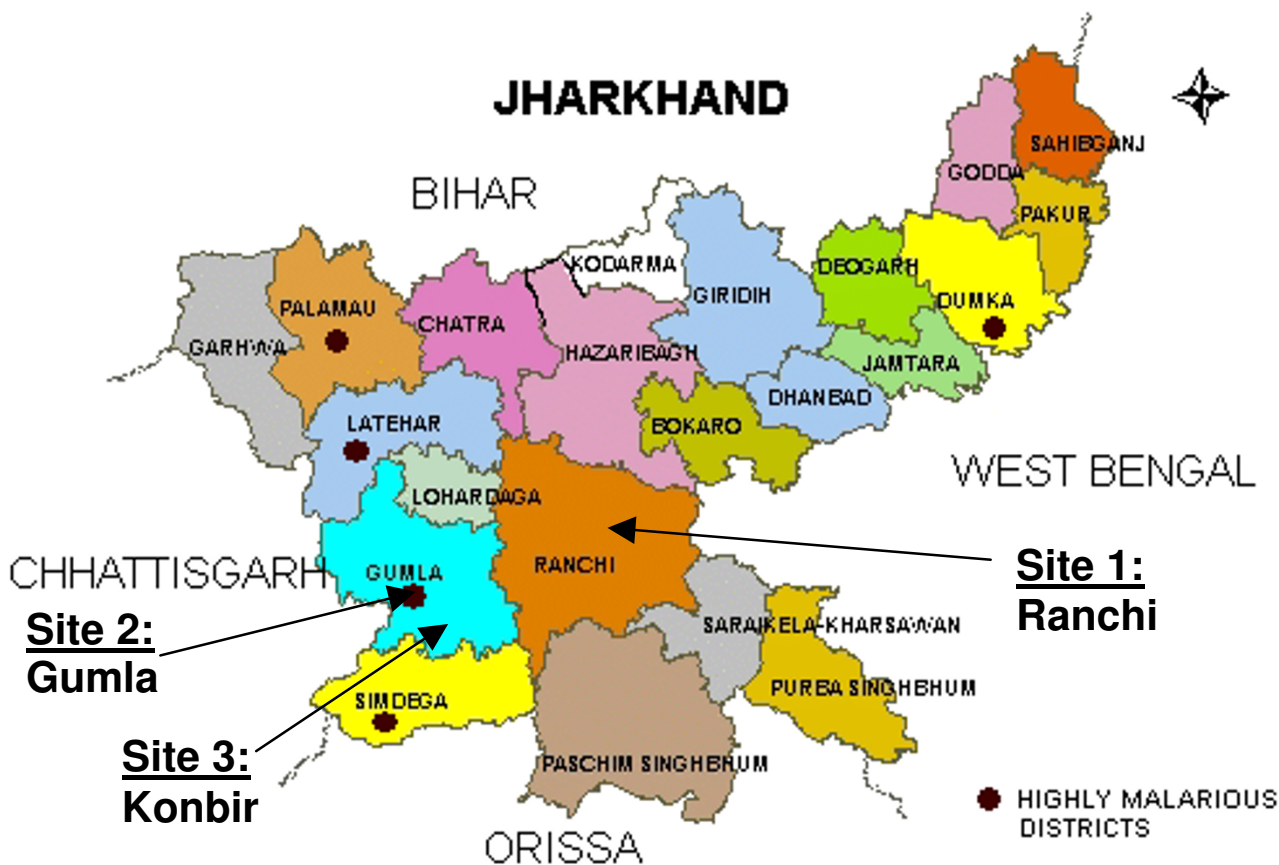 JHARKHAND
BIHAR
SAHIBGANJ
GODDA
PAKUR
KODARMA
DEOGARH
GIRIDIH
DUMKA
PALAMAU
CHATRA
GARHWA
HAZARIBAGH
JAMTARA
DHANBAD
LATEHAR
BOKARO
WEST BENGAL
LOHARDAGA
CHHATTISGARH
GUMLA
RANCHI
Site 1:
Ranchi
Site 2:
Gumla
SARAIKELA-KHARSAWAN
PURBA SINGHBHUM
SIMDEGA
Site 3:
Konbir
PASCHIM SINGHBHUM
HIGHLY MALARIOUS
DISTRICTS
ORISSA